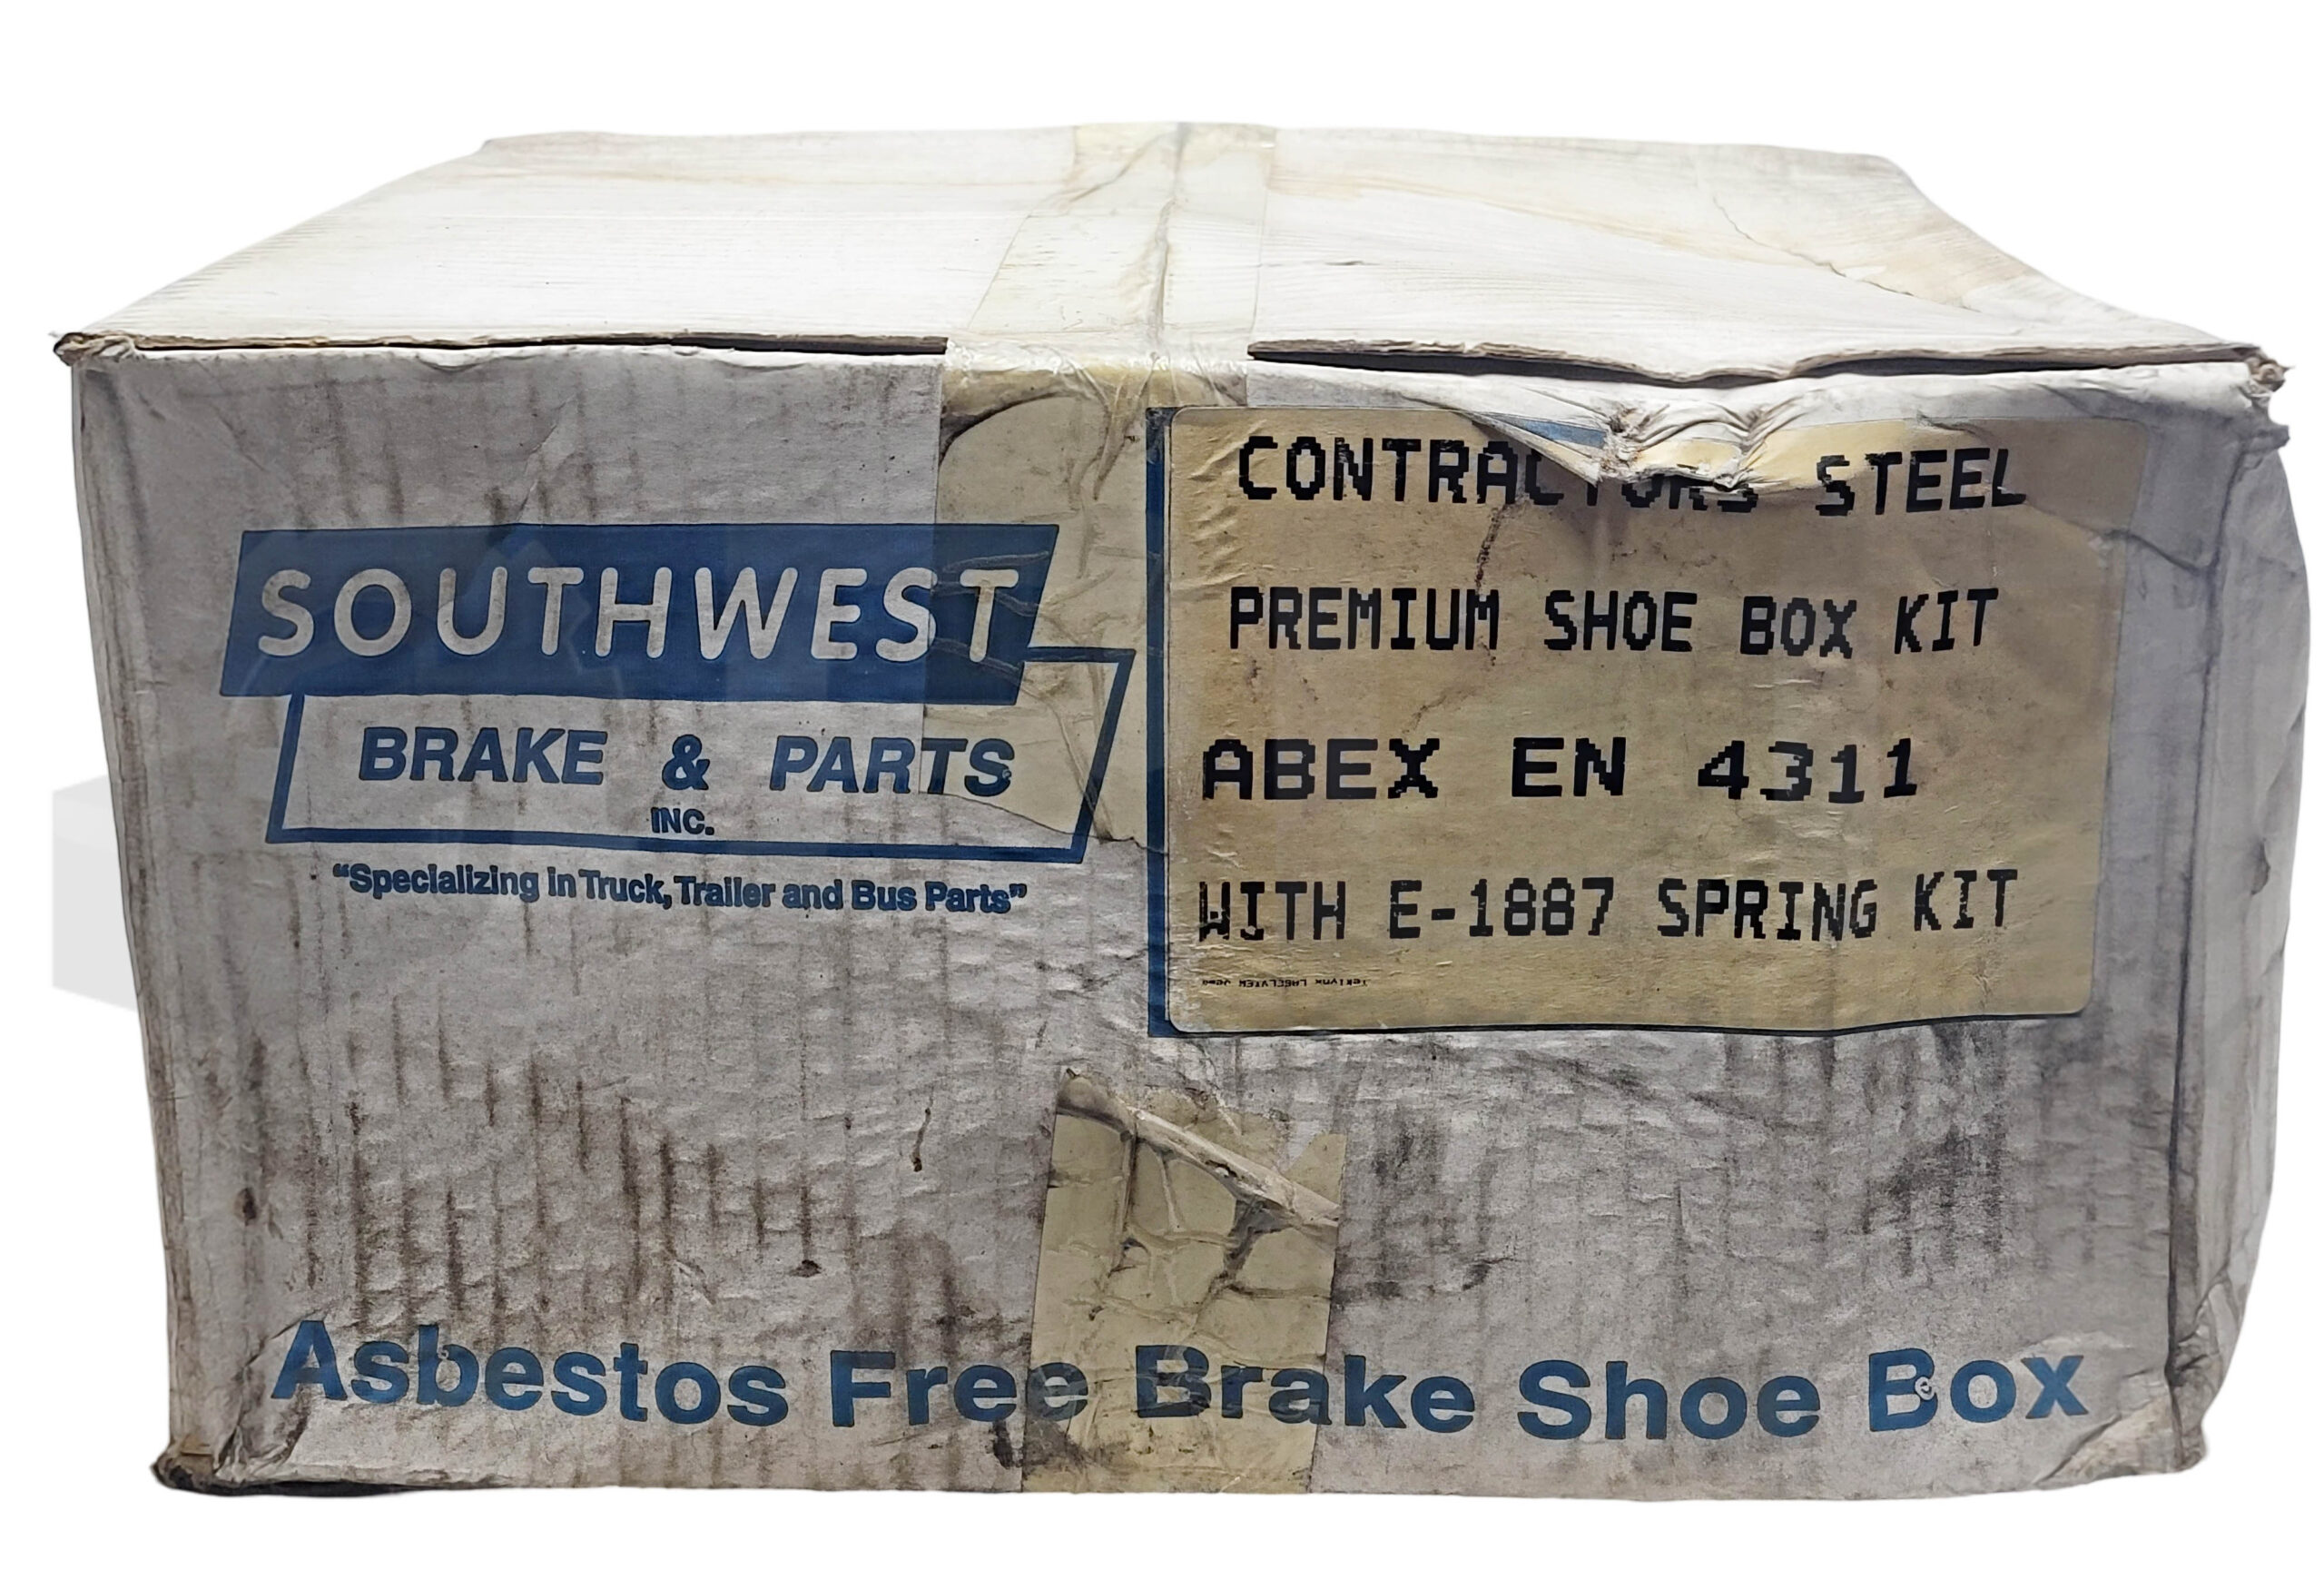 SOUTHWEST
BRAKE & PARTS
INC.
“Specializing in Truck, Trailer and Bus Parts”
CONTRACTORS STEEL
PREMIUM SHOE BOX KIT
ABEX EN 4311
WITH E-1887 SPRING KIT
Asbestos Free Brake Shoe Box